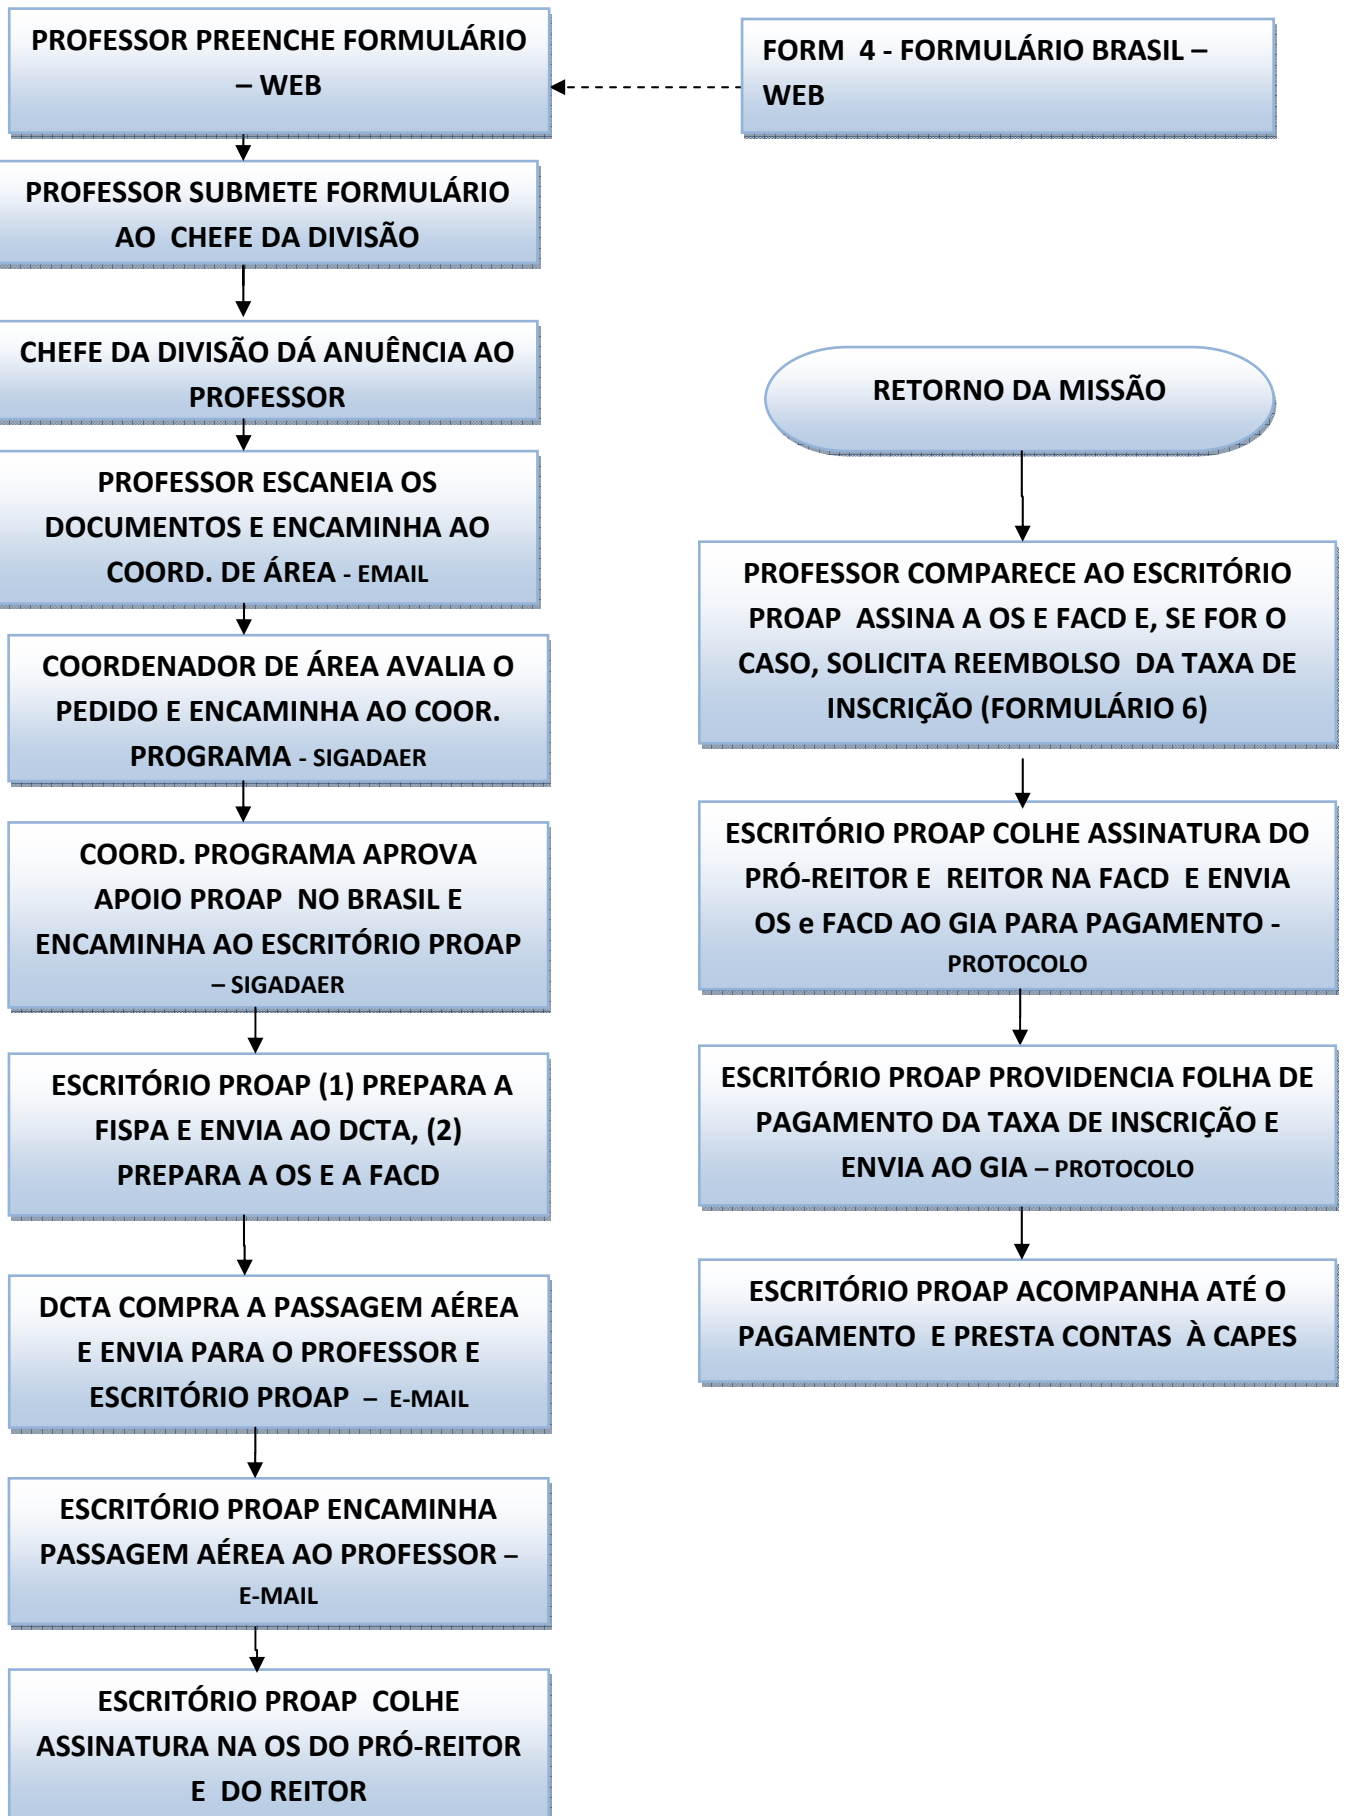 PROFESSOR PREENCHE FORMULÁRIO
– WEB
FORM 4 - FORMULÁRIO BRASIL –
WEB
PROFESSOR SUBMETE FORMULÁRIO
AO CHEFE DA DIVISÃO
CHEFE DA DIVISÃO DÁ ANUÊNCIA AO
PROFESSOR
PROFESSOR ESCANEIA OS
DOCUMENTOS E ENCAMINHA AO
COORD. DE ÁREA - EMAIL
COORDENADOR DE ÁREA AVALIA O
PEDIDO E ENCAMINHA AO COOR.
PROGRAMA - SIGADAER
COORD. PROGRAMA APROVA
APOIO PROAP NO BRASIL E
ENCAMINHA AO ESCRITÓRIO PROAP
– SIGADAER
ESCRITÓRIO PROAP (1) PREPARA A
FISPA E ENVIA AO DCTA, (2)
PREPARA A OS E A FACD
DCTA COMPRA A PASSAGEM AÉREA
E ENVIA PARA O PROFESSOR E
ESCRITÓRIO PROAP – E-MAIL
ESCRITÓRIO PROAP ENCAMINHA
PASSAGEM AÉREA AO PROFESSOR –
E-MAIL
ESCRITÓRIO PROAP COLHE
ASSINATURA NA OS DO PRÓ-REITOR
E DO REITOR
RETORNO DA MISSÃO
PROFESSOR COMPARECE AO ESCRITÓRIO
PROAP ASSINA A OS E FACD E, SE FOR O
CASO, SOLICITA REEMBOLSO DA TAXA DE
INSCRIÇÃO (FORMULÁRIO 6)
ESCRITÓRIO PROAP COLHE ASSINATURA DO
PRÓ-REITOR E REITOR NA FACD E ENVIA
OS e FACD AO GIA PARA PAGAMENTO -
PROTOCOLO
ESCRITÓRIO PROAP PROVIDENCIA FOLHA DE
PAGAMENTO DA TAXA DE INSCRIÇÃO E
ENVIA AO GIA – PROTOCOLO
ESCRITÓRIO PROAP ACOMPANHA ATÉ O
PAGAMENTO E PRESTA CONTAS À CAPES